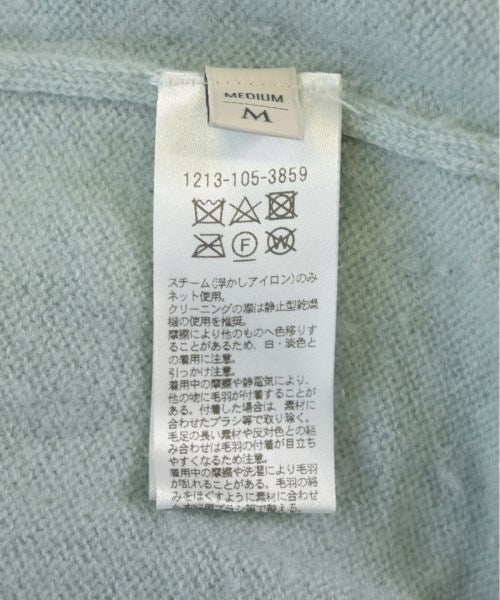 MEDIUM
M
1213-105-3859
F
W
スチーム(浮かしアイロン)のみ
ネット使用。
クリーニングの際は静止型乾燥
機の使用を推奨。
摩擦により他のものへ色移りす
ることがあるため、白・淡色と
の着用に注意。
引っかけ注意。
着用中の摩擦や静電気により、
他の物に毛羽が付着することが
ある。付着した場合は、素材に
合わせたブラシ等で取り除く。
毛足の長い素材や反対色との組
み合わせは毛羽の付着が目立ち
やすくなるため注意。
着用中の摩擦や洗濯により毛羽
が乱れることがある。毛羽の絡
みをほぐすように素材に合わせ
ブラシ等で整える。